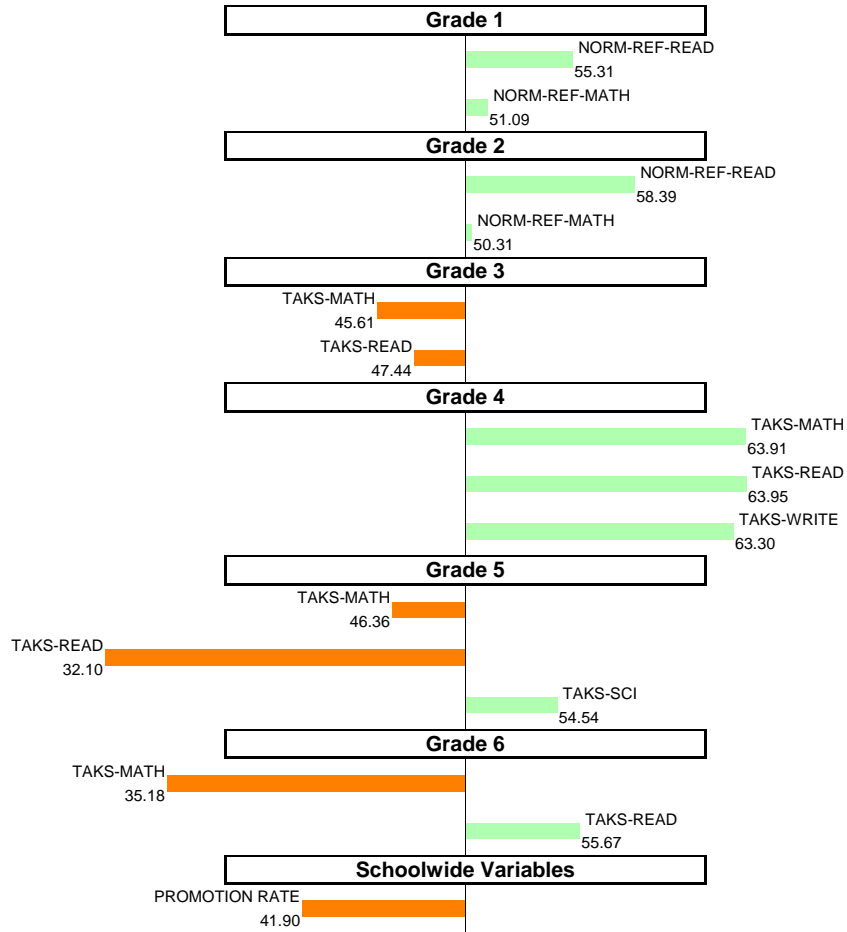 Grade 1
NORM-REF-READ
55.31
NORM-REF-MATH
51.09
Grade 2
NORM-REF-READ
58.39
NORM-REF-MATH
50.31
Grade 3
TAKS-MATH
45.61
TAKS-READ
47.44
Grade 4
TAKS-MATH
63.91
TAKS-READ
63.95
TAKS-WRITE
63.30
Grade 5
TAKS-MATH
46.36
TAKS-READ
32.10
TAKS-SCI
54.54
Grade 6
TAKS-MATH
35.18
TAKS-READ
55.67
Schoolwide Variables
PROMOTION RATE
41.90